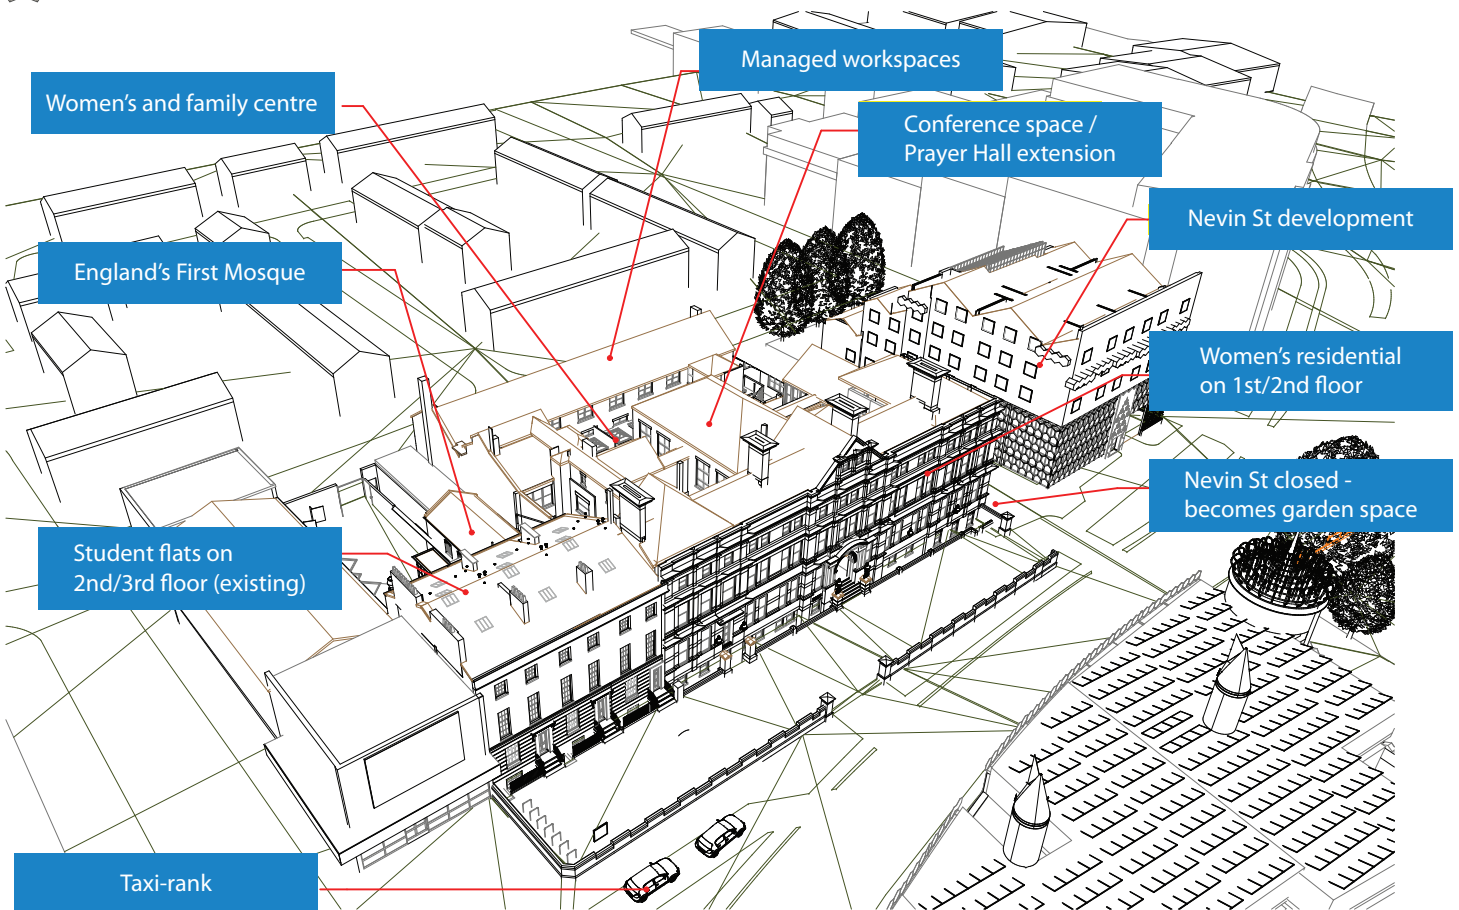 Managed workspaces
Women's and family centre
Conference space /
Prayer Hall extension
Nevin St development
England's First Mosque
Women's residential
on 1st/2nd floor
Nevin St closed -
becomes garden space
Student flats on
2nd/3rd floor (existing)
Taxi-rank